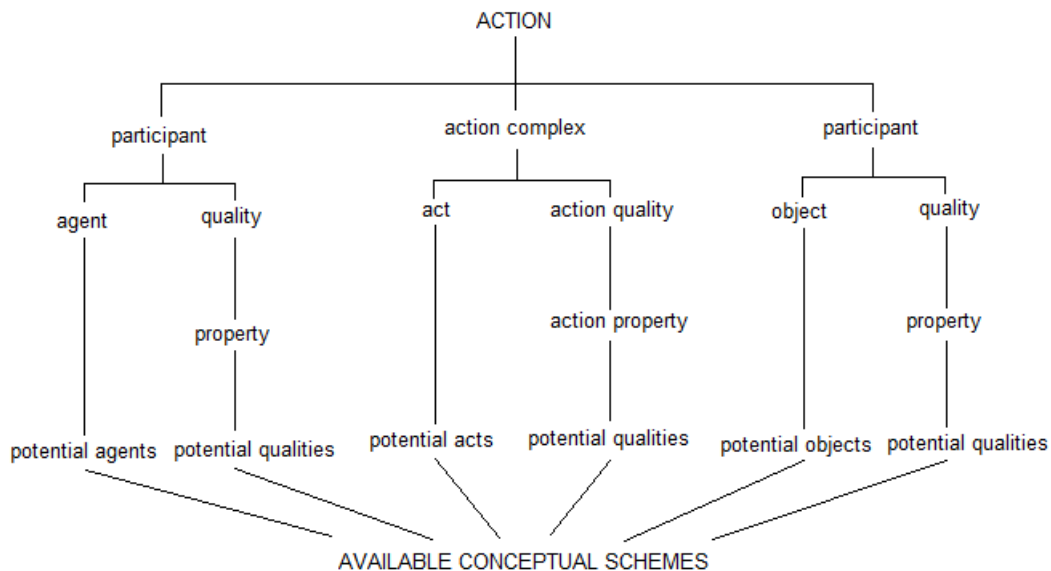 ACTION
participant
action complex
participant
agent
quality
act
action quality
object
quality
property
action property
property
potential agents
potential qualities
potential acts
potential qualities
potential objects
potential qualities
AVAILABLE CONCEPTUAL SCHEMES